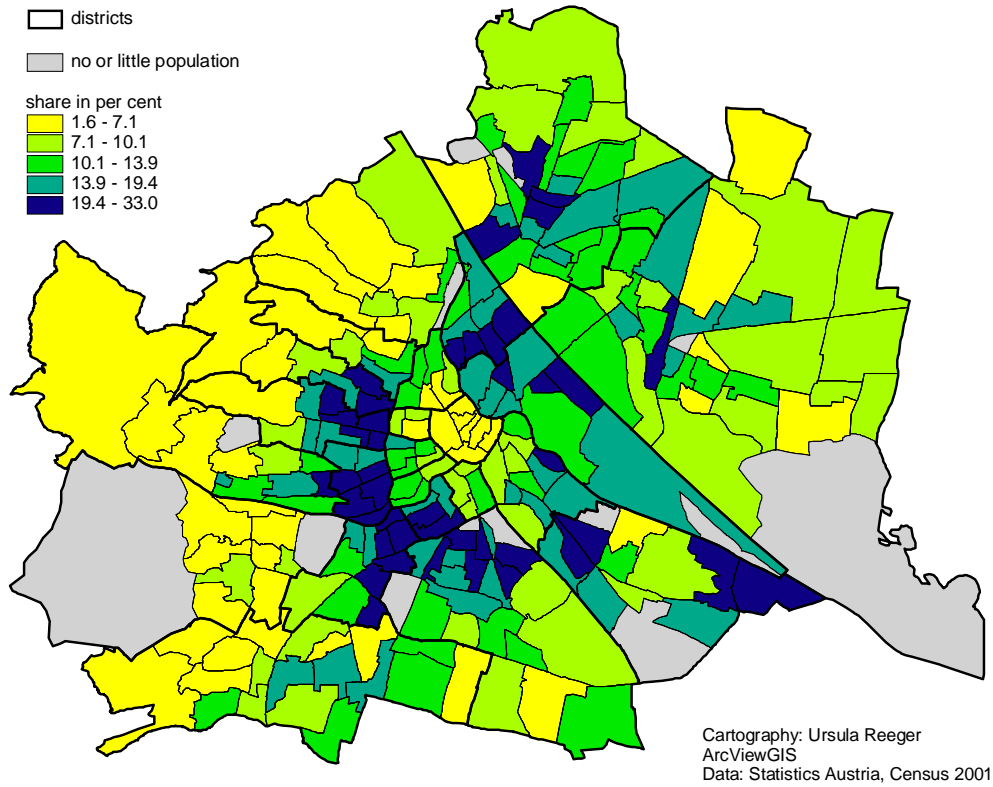 districts
no or little population
share in per cent
1.6 - 7.1
7.1 - 10.1
10.1 - 13.9
13.9 - 19.4
19.4 - 33.0
Cartography: Ursula Reeger
ArcViewGIS
Data: Statistics Austria, Census 2001